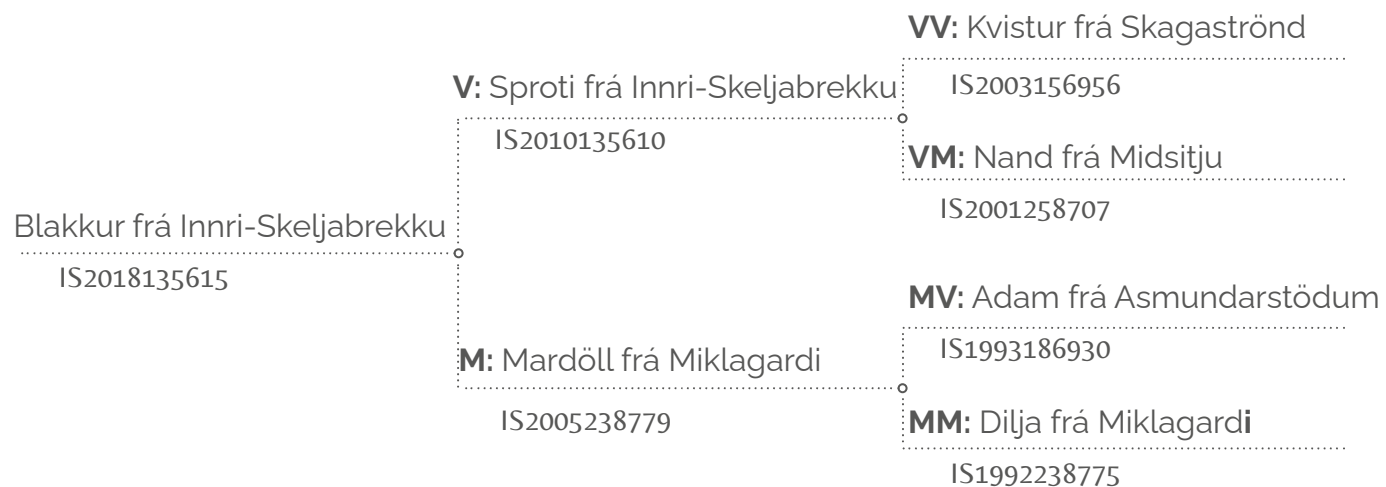 VV: Kvistur frá Skagaströnd
IS2003156956
V: Sproti frá Innri-Skeljabrekku
IS2010135610
VM: Nand frá Midsitju
IS2001258707
Blakkur frá Innri-Skeljabrekku
IS2018135615
MV: Adam frá Asmundarstödum
IS1993186930
M: Mardöll frá Miklagardi
IS2005238779
MM: Dilja frá Miklagardi
IS1992238775